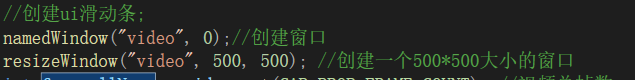 //创建ui滑动条;
namedWindow("video", 0);//创建窗口
resizeWindow("video", 500, 500); //创建一个500*500大小的窗口